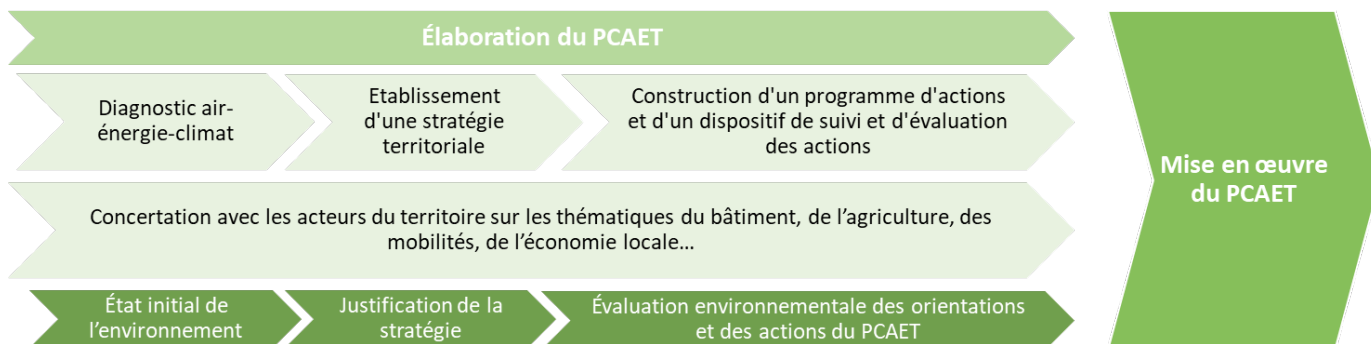 Élaboration du PCAET
Diagnostic air-
énergie-climat
Etablissement
d'une stratégie
territoriale
Construction d'un programme d'actions
et d'un dispositif de suivi et d'évaluation
des actions
Concertation avec les acteurs du territoire sur les thématiques du bâtiment, de l’agriculture, des
mobilités, de l’économie locale…
État initial de
l’environnement
Justification de la
stratégie
Évaluation environnementale des orientations
et des actions du PCAET
Mise en œuvre
du PCAET